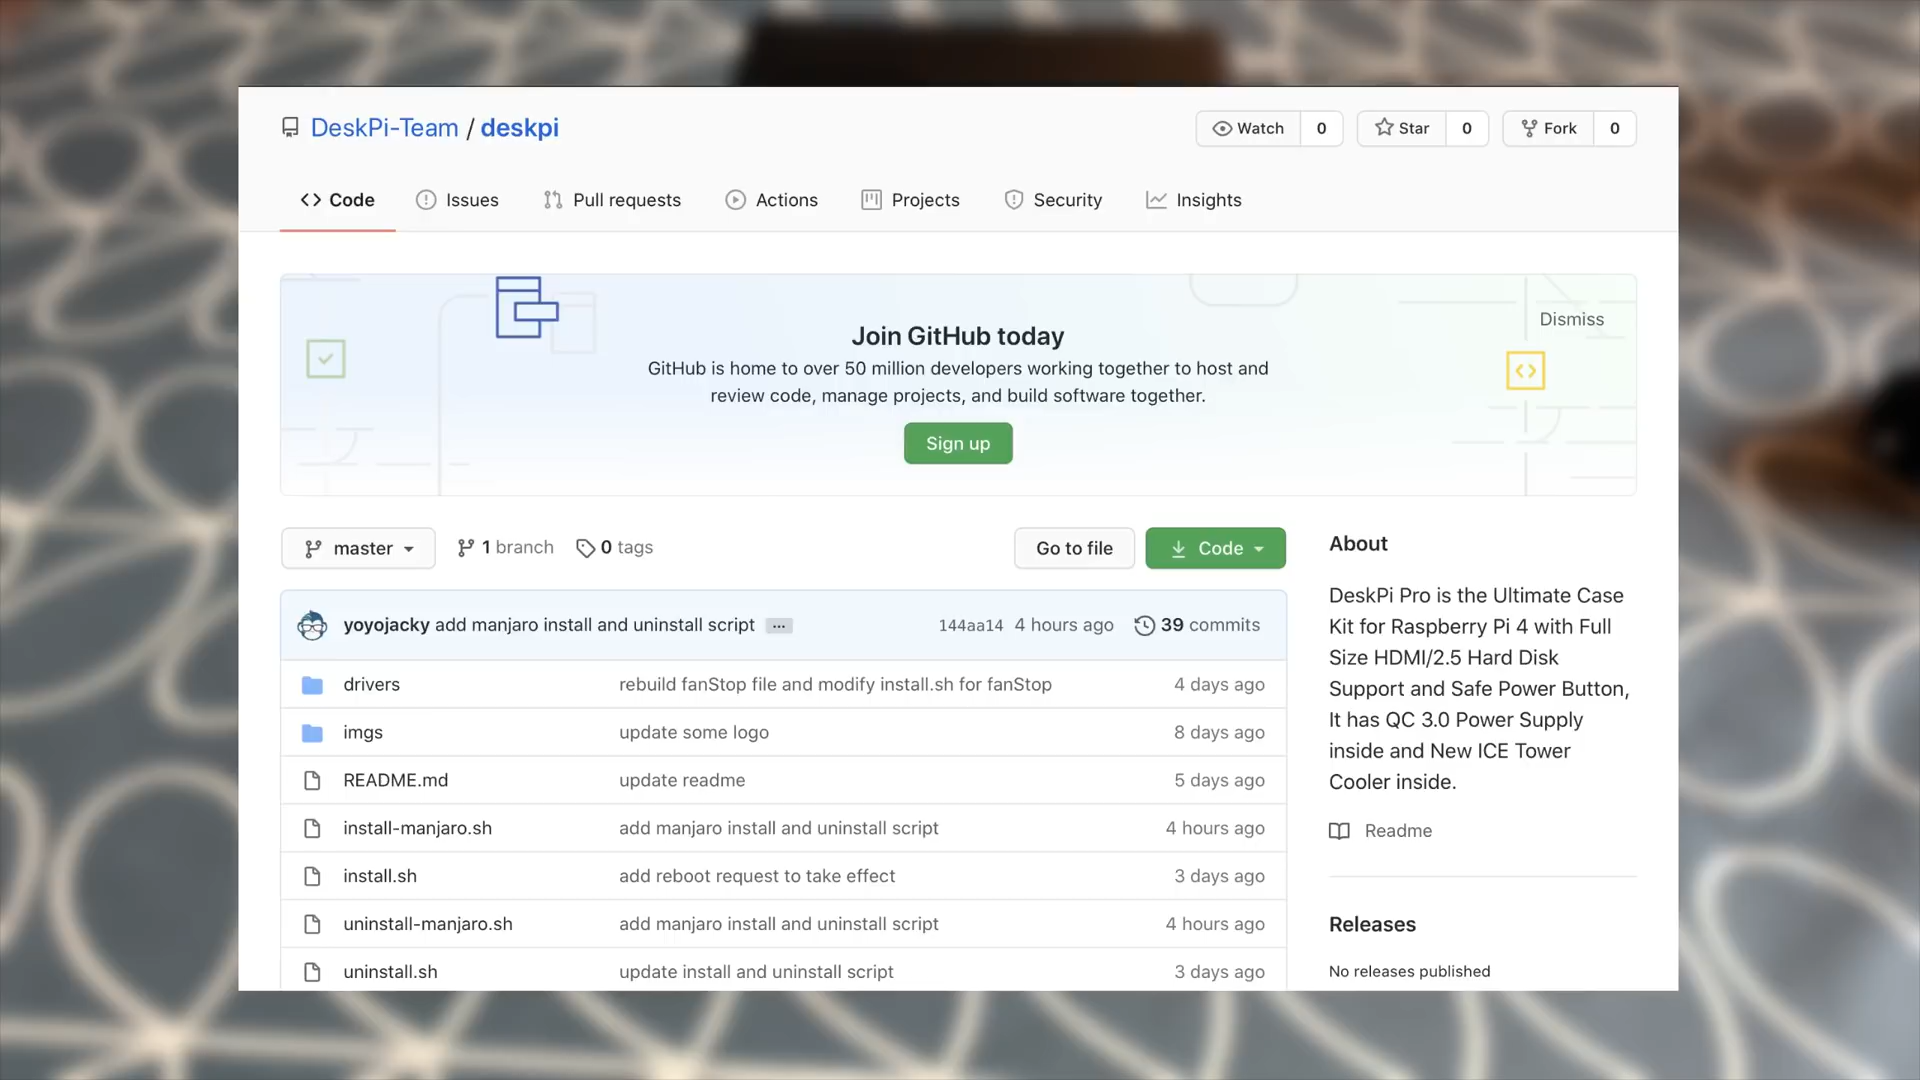 DeskPi-Team / deskpi
Watch 0 Star 0 Fork 0
Code Issues Pull requests Actions Projects Security Insights
Join GitHub today
Dismiss
GitHub is home to over 50 million developers working together to host and
review code, manage projects, and build software together.
Sign up
master 1 branch 0 tags Go to file Code
yoyojacky add manjaro install and uninstall script ... 144aa14 4 hours ago 39 commits
drivers rebuild fanStop file and modify install.sh for fanStop 4 days ago
imgs update some logo 8 days ago
README.md update readme 5 days ago
install-manjaro.sh add manjaro install and uninstall script 4 hours ago
install.sh add reboot request to take effect 3 days ago
uninstall-manjaro.sh add manjaro install and uninstall script 4 hours ago
uninstall.sh update install and uninstall script 3 days ago
About
DeskPi Pro is the Ultimate Case
Kit for Raspberry Pi 4 with Full
Size HDMI/2.5 Hard Disk
Support and Safe Power Button,
It has QC 3.0 Power Supply
inside and New ICE Tower
Cooler inside.
Readme
Releases
No releases published